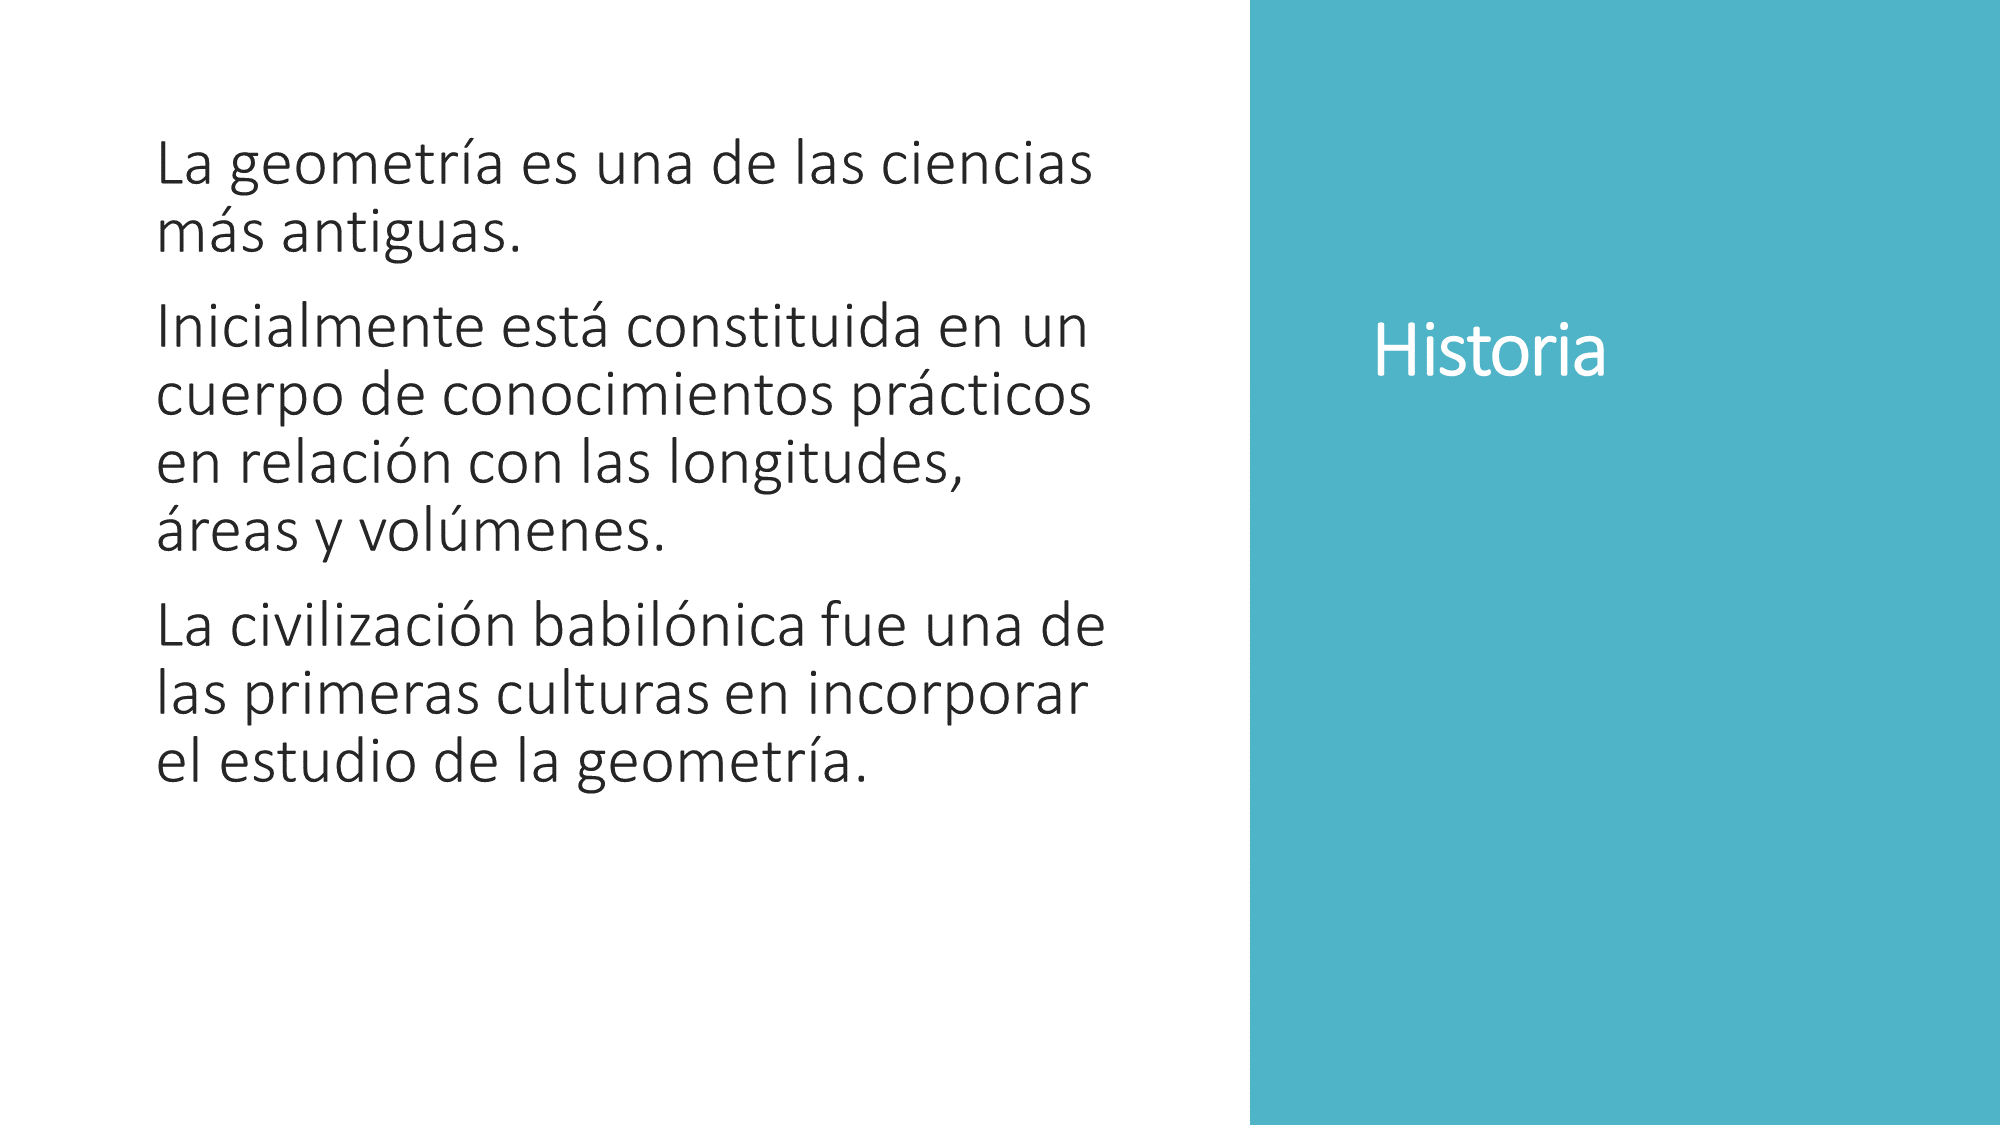 La geometría es una de las ciencias
más antiguas.
Inicialmente está constituida en un
cuerpo de conocimientos prácticos
en relación con las longitudes,
áreas y volúmenes.
La civilización babilónica fue una de
las primeras culturas en incorporar
el estudio de la geometría.
Historia